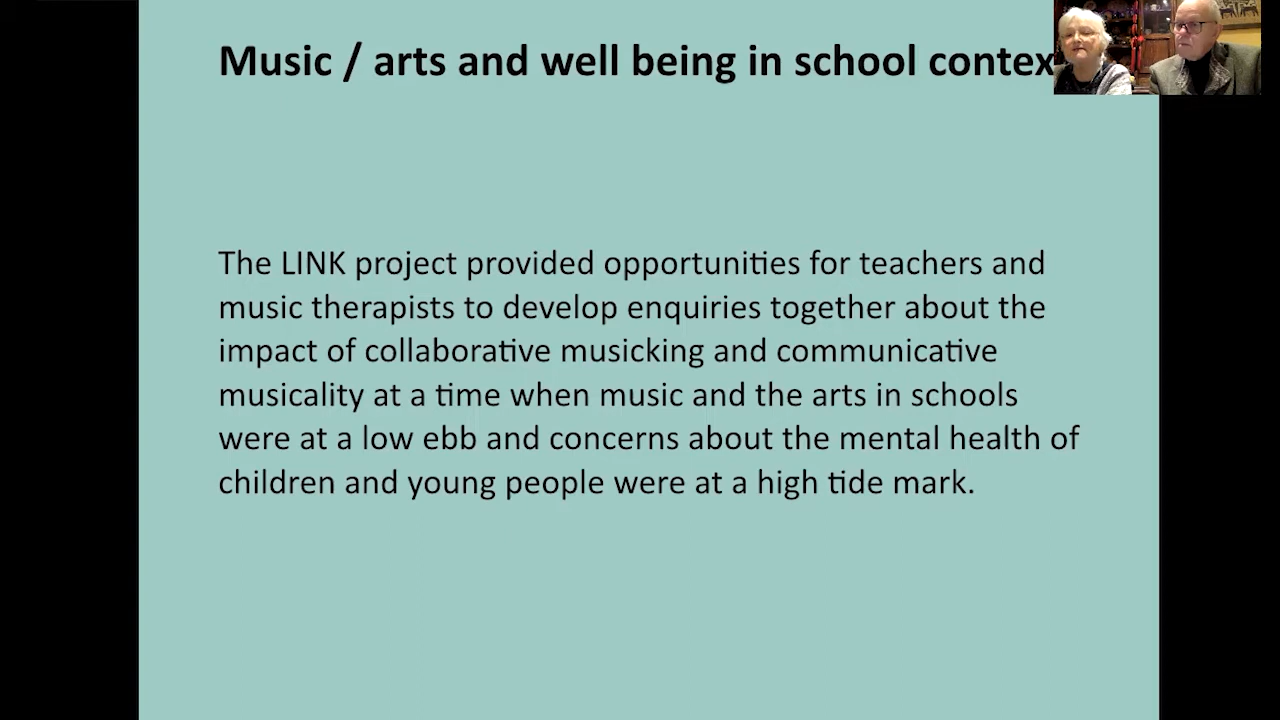 Music / arts and well being in school contex
The LINK project provided opportunities for teachers and
music therapists to develop enquiries together about the
impact of collaborative musicking and communicative
musicality at a time when music and the arts in schools
were at a low ebb and concerns about the mental health of
children and young people were at a high tide mark.